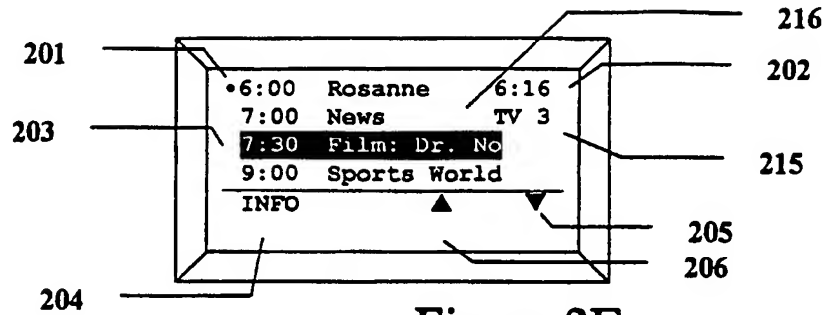 216
201
•6:00 Rosanne 6:16
202
7:00 News TV 3
203
7:30 Film: Dr. No
215
9:00 Sports World
INFO ▲ ▼
205
206
204